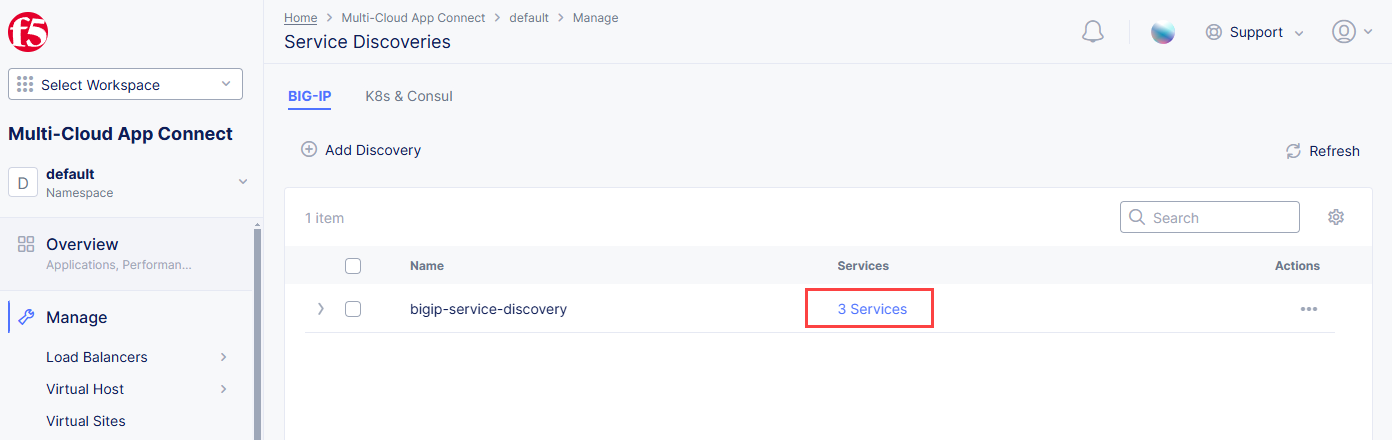 f5
Select Workspace
Multi-Cloud App Connect
D
default
Namespace
Overview
Applications, Performan...
Manage
Load Balancers
Virtual Host
Virtual Sites
Home > Multi-Cloud App Connect > default > Manage
Service Discoveries
Support
BIG-IP K8s & Consul
Add Discovery
Refresh
1 item
Search
Name Services Actions
bigip-service-discovery 3 Services